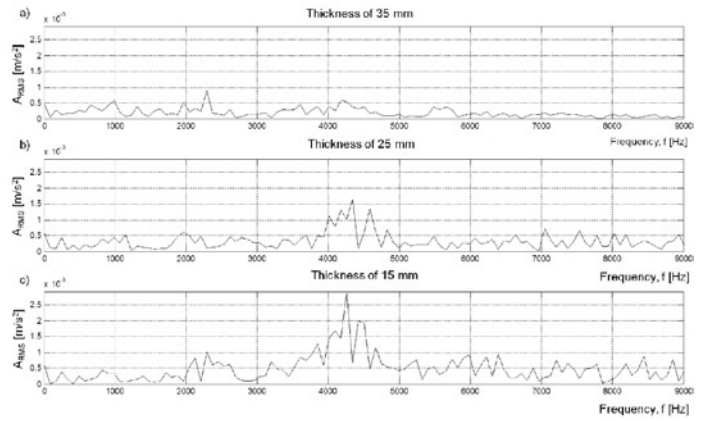 a)
x 10⁻³
Thickness of 35 mm
A_RMS [m/s²]
2.5
2
1.5
1
0.5
0
0 1000 2000 3000 4000 5000 6000 7000 8000 9000
Frequency, f [Hz]
b)
x 10⁻³
Thickness of 25 mm
A_RMS [m/s²]
2.5
2
1.5
1
0.5
0
0 1000 2000 3000 4000 5000 6000 7000 8000 9000
Frequency, f [Hz]
c)
x 10⁻³
Thickness of 15 mm
A_RMS [m/s²]
2.5
2
1.5
1
0.5
0
0 1000 2000 3000 4000 5000 6000 7000 8000 9000
Frequency, f [Hz]